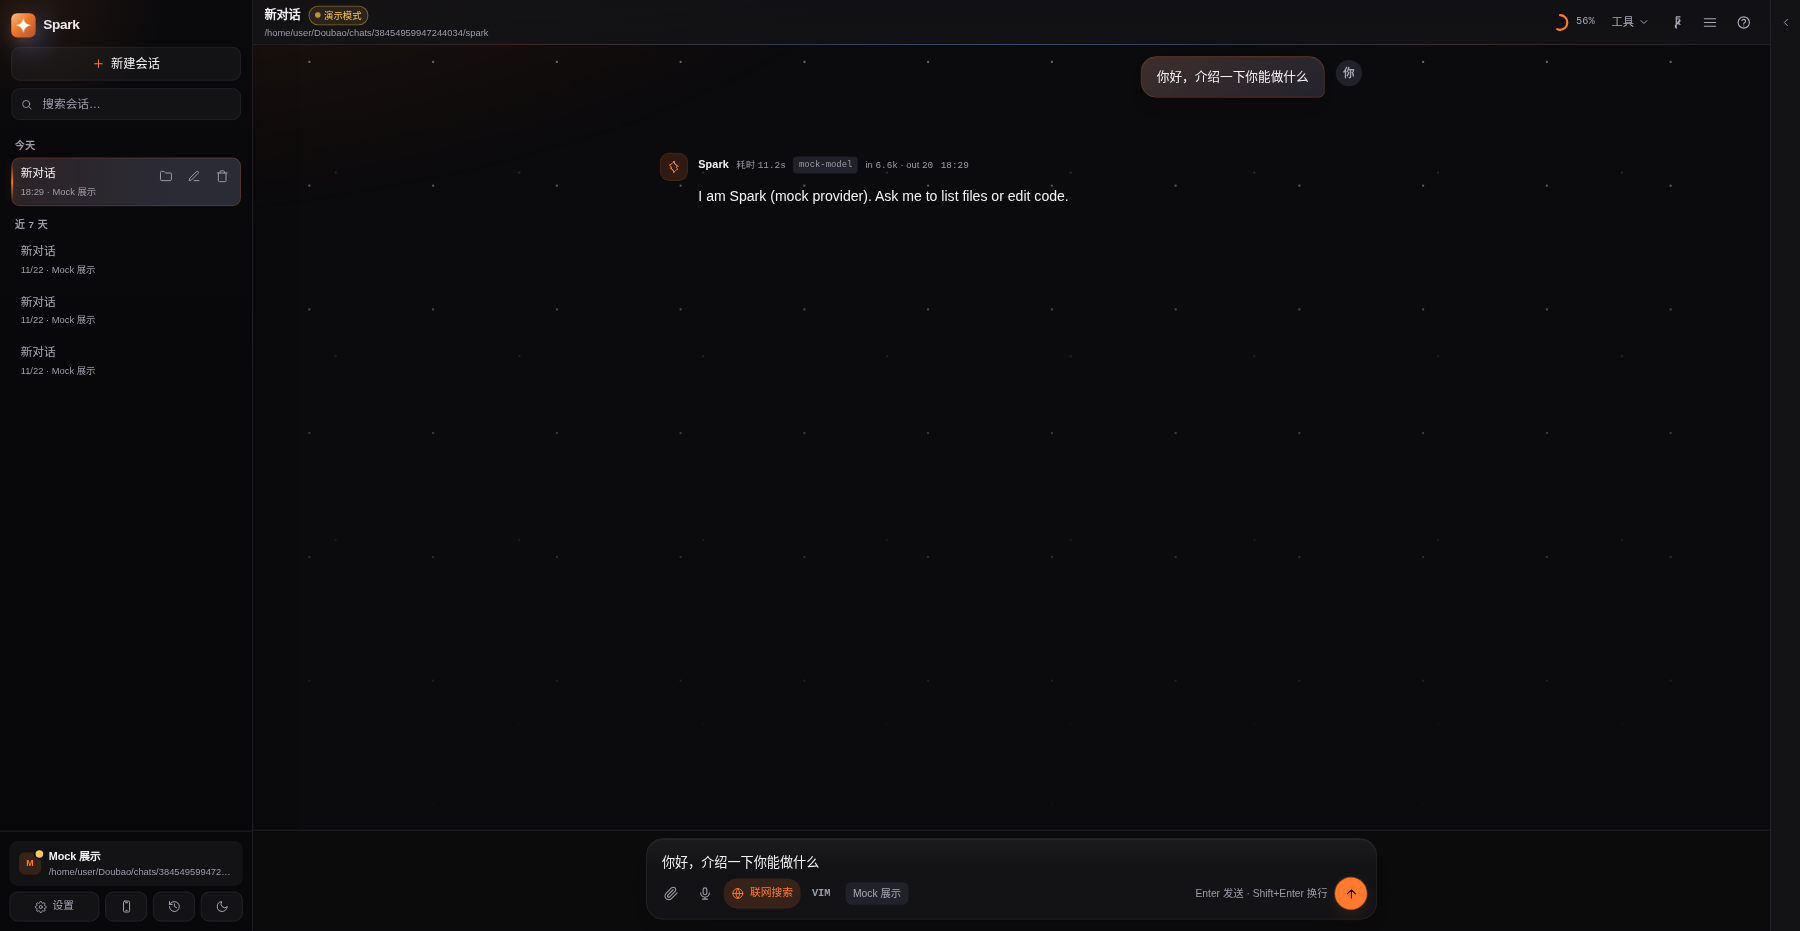 Spark
新建会话
搜索会话…
今天
新对话
18:29 · Mock 展示
近 7 天
新对话
11/22 · Mock 展示
新对话
11/22 · Mock 展示
新对话
11/22 · Mock 展示
M
Mock 展示
/home/user/Doubao/chats/384549599472…
设置
新对话 演示模式
/home/user/Doubao/chats/38454959947244034/spark
56% 工具
你好，介绍一下你能做什么 你
Spark 耗时 11.2s mock-model in 6.6k · out 20 18:29
I am Spark (mock provider). Ask me to list files or edit code.
你好，介绍一下你能做什么
联网搜索 VIM Mock 展示 Enter 发送 · Shift+Enter 换行